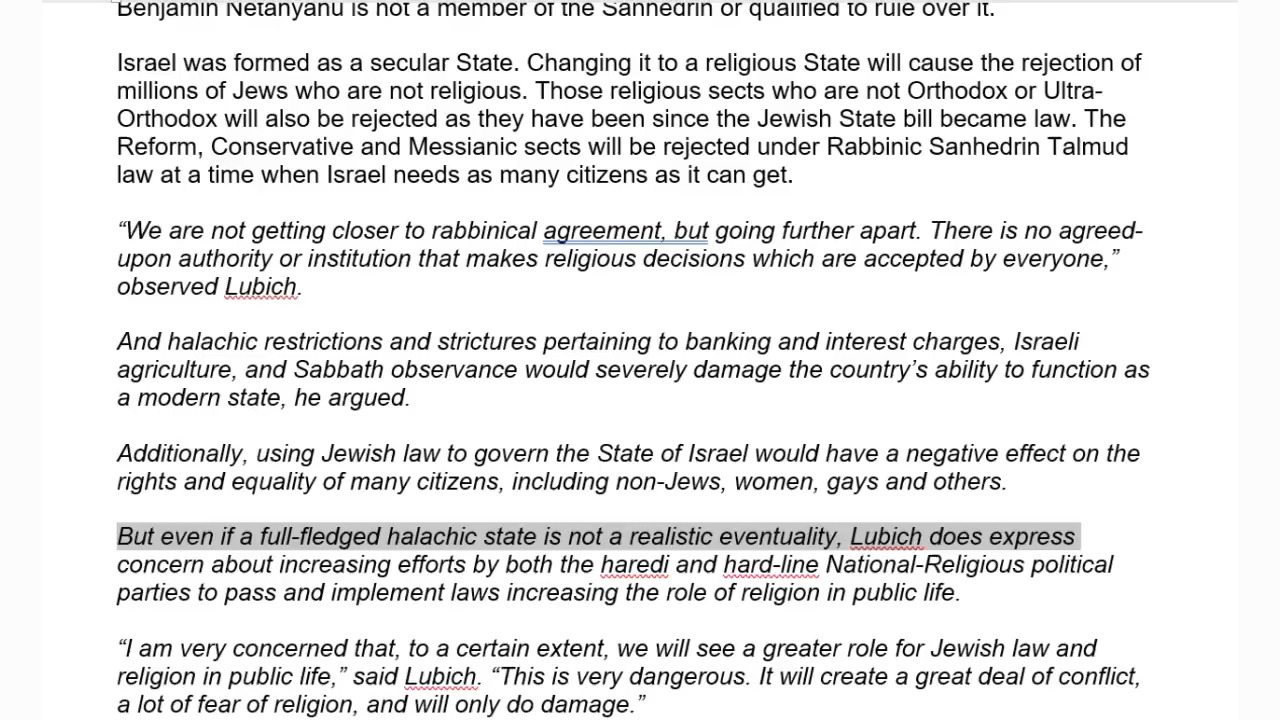 Benjamin Netanyahu is not a member of the Sanhedrin or qualified to rule over it.
Israel was formed as a secular State. Changing it to a religious State will cause the rejection of
millions of Jews who are not religious. Those religious sects who are not Orthodox or Ultra-
Orthodox will also be rejected as they have been since the Jewish State bill became law. The
Reform, Conservative and Messianic sects will be rejected under Rabbinic Sanhedrin Talmud
law at a time when Israel needs as many citizens as it can get.
“We are not getting closer to rabbinical agreement, but going further apart. There is no agreed-
upon authority or institution that makes religious decisions which are accepted by everyone,”
observed Lubich.
And halachic restrictions and strictures pertaining to banking and interest charges, Israeli
agriculture, and Sabbath observance would severely damage the country’s ability to function as
a modern state, he argued.
Additionally, using Jewish law to govern the State of Israel would have a negative effect on the
rights and equality of many citizens, including non-Jews, women, gays and others.
But even if a full-fledged halachic state is not a realistic eventuality, Lubich does express
concern about increasing efforts by both the haredi and hard-line National-Religious political
parties to pass and implement laws increasing the role of religion in public life.
“I am very concerned that, to a certain extent, we will see a greater role for Jewish law and
religion in public life,” said Lubich. “This is very dangerous. It will create a great deal of conflict,
a lot of fear of religion, and will only do damage.”